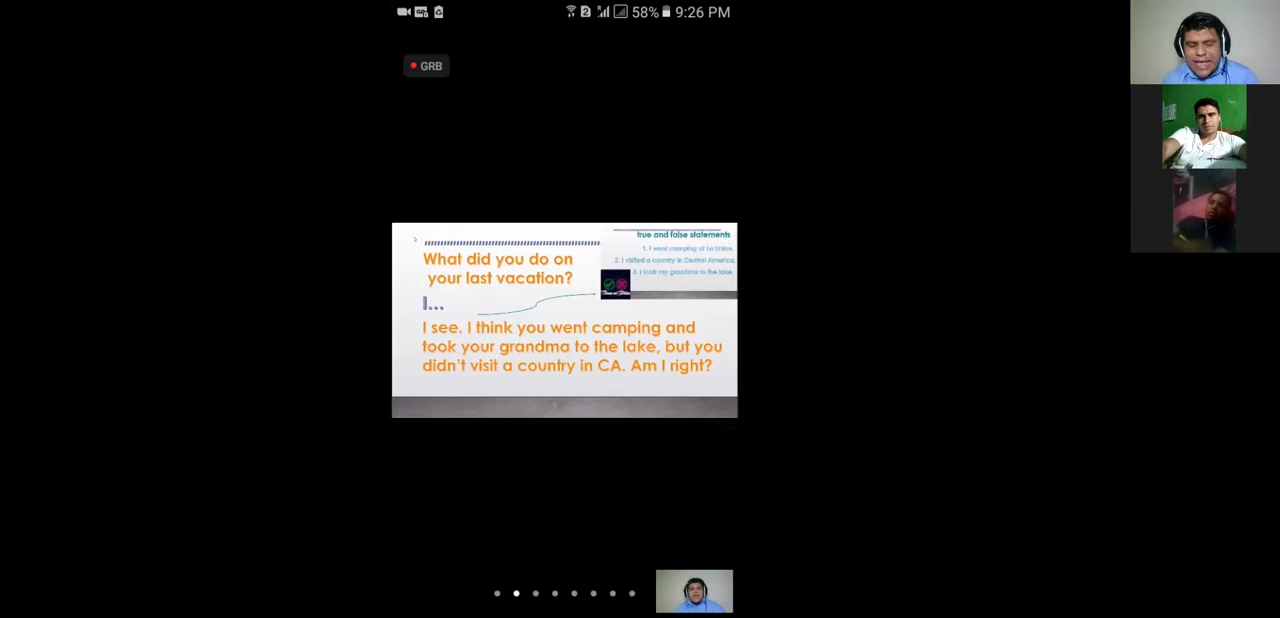 58% 9:26 PM
GRB
true and false statements
1. I went camping at La Union.
2. I visited a country in Central America.
3. I took my grandma to the lake.
What did you do on
your last vacation?
I...
True or False
I see. I think you went camping and
took your grandma to the lake, but you
didn't visit a country in CA. Am I right?